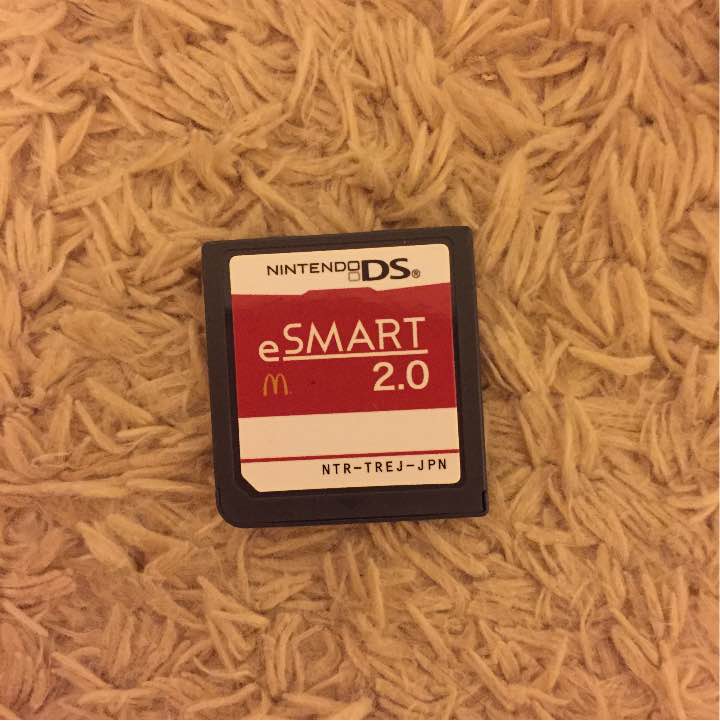 NINTENDO DS®
eSMART
M 2.0
NTR-TREJ-JPN